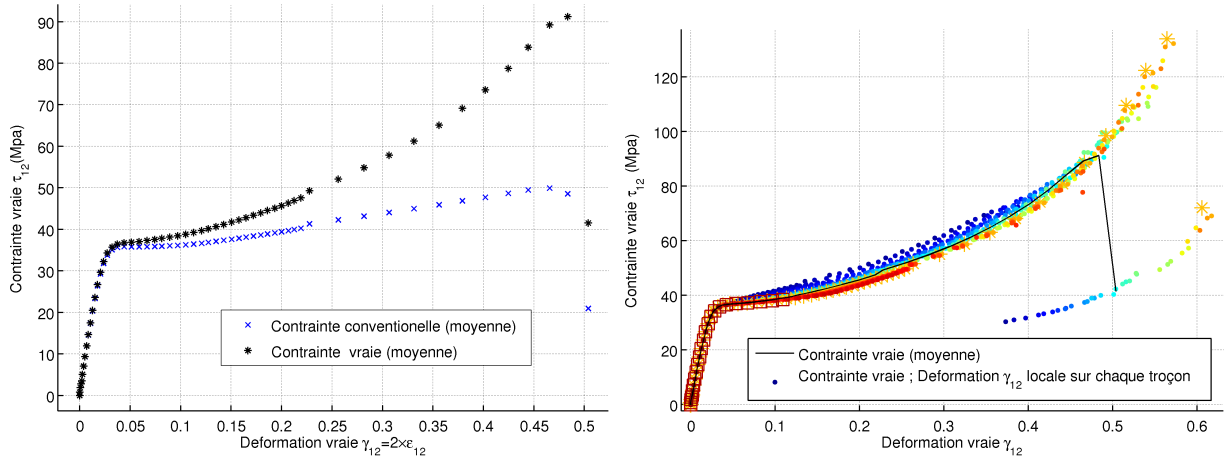 90
80
70
60
50
40
30
20
10
0
Contrainte vraie τ12(Mpa)
Contrainte conventionelle (moyenne)
Contrainte vraie (moyenne)
0 0.05 0.1 0.15 0.2 0.25 0.3 0.35 0.4 0.45 0.5
Deformation vraie γ12=2×ε12
120
100
80
60
40
20
0
Contrainte vraie τ12 (Mpa)
Contrainte vraie (moyenne)
Contrainte vraie ; Deformation γ12 locale sur chaque troçon
0 0.1 0.2 0.3 0.4 0.5 0.6
Deformation vraie γ12